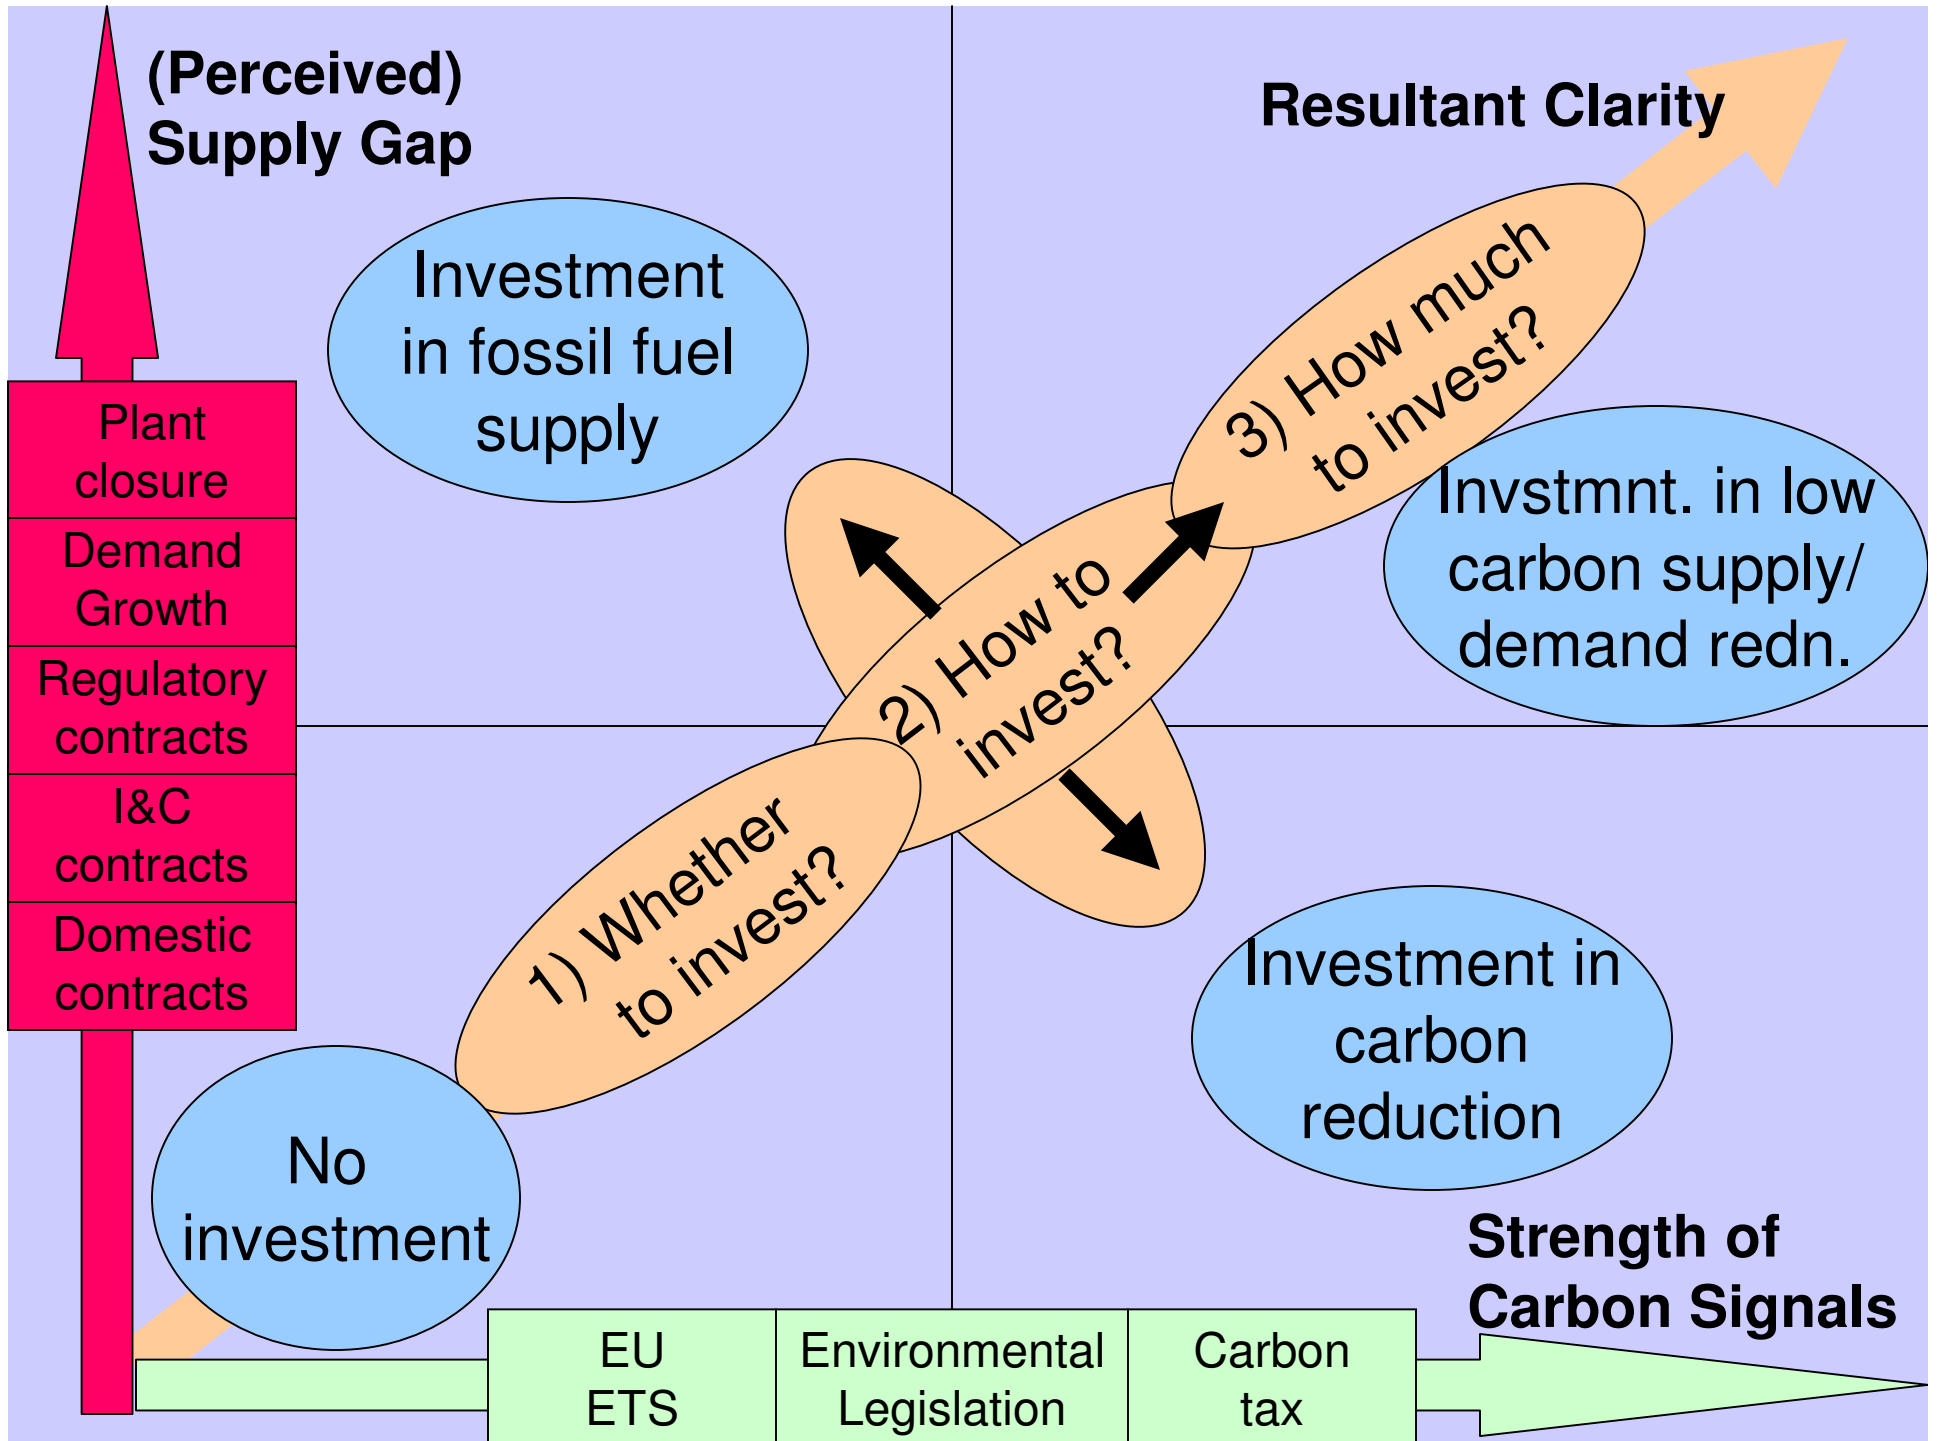 (Perceived)
Supply Gap
Resultant Clarity
Investment
in fossil fuel
supply
3) How much
to invest?
Plant
closure
Demand
Growth
Regulatory
contracts
I&C
contracts
Domestic
contracts
Invstmnt. in low
carbon supply/
demand redn.
2) How to
invest?
1) Whether
to invest?
Investment in
carbon
reduction
No
investment
Strength of
Carbon Signals
EU
ETS
Environmental
Legislation
Carbon
tax